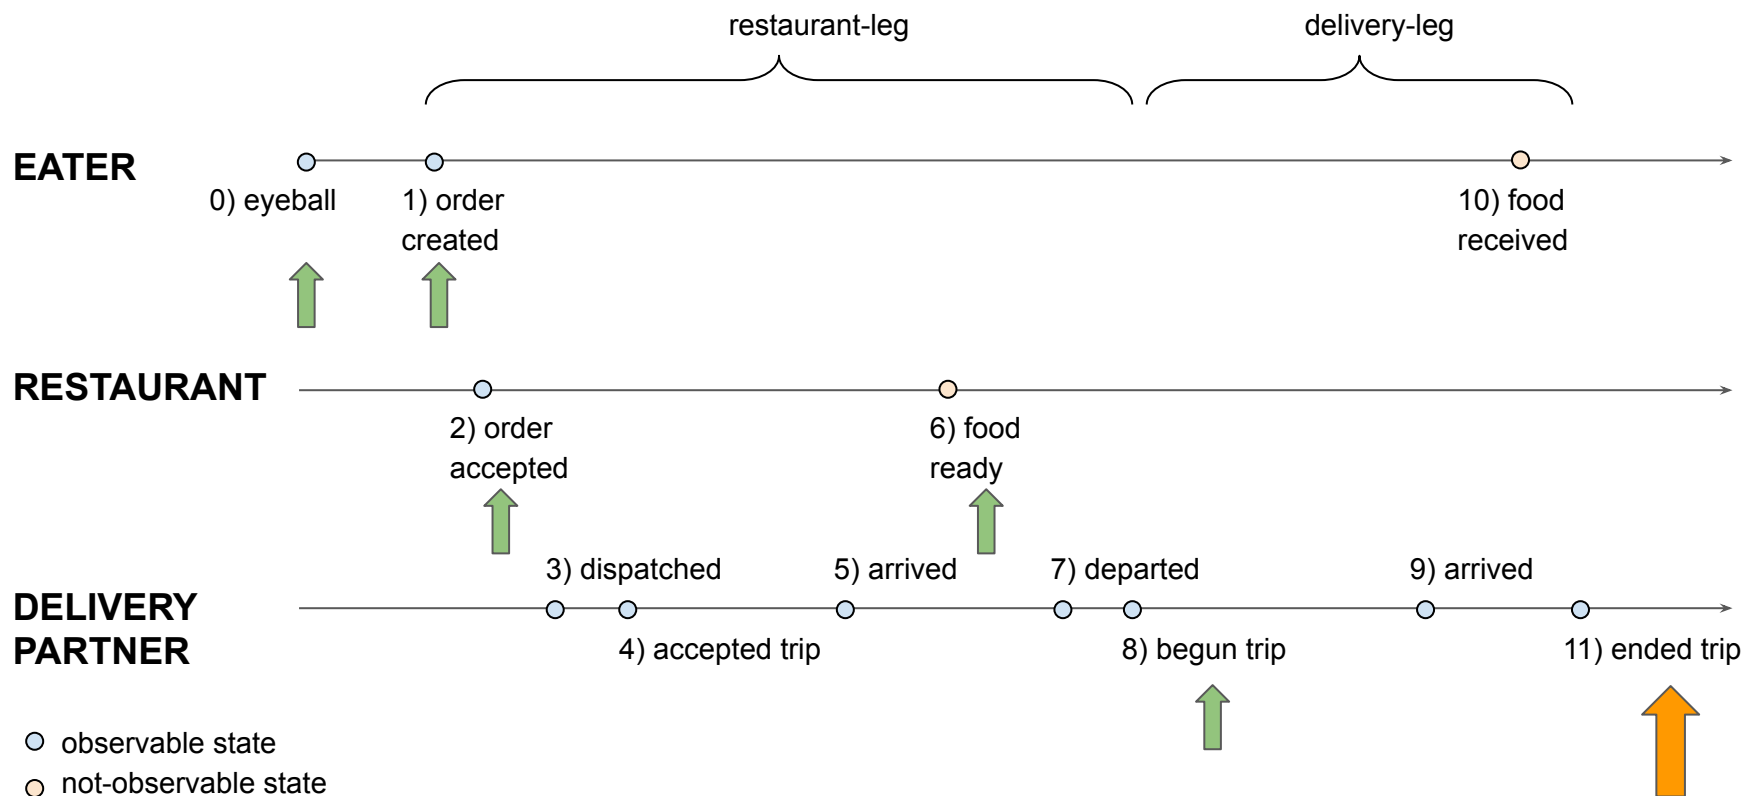 restaurant-leg
delivery-leg
EATER
0) eyeball
1) order
created
10) food
received
RESTAURANT
2) order
accepted
6) food
ready
3) dispatched
5) arrived
7) departed
9) arrived
DELIVERY
PARTNER
4) accepted trip
8) begun trip
11) ended trip
observable state
not-observable state